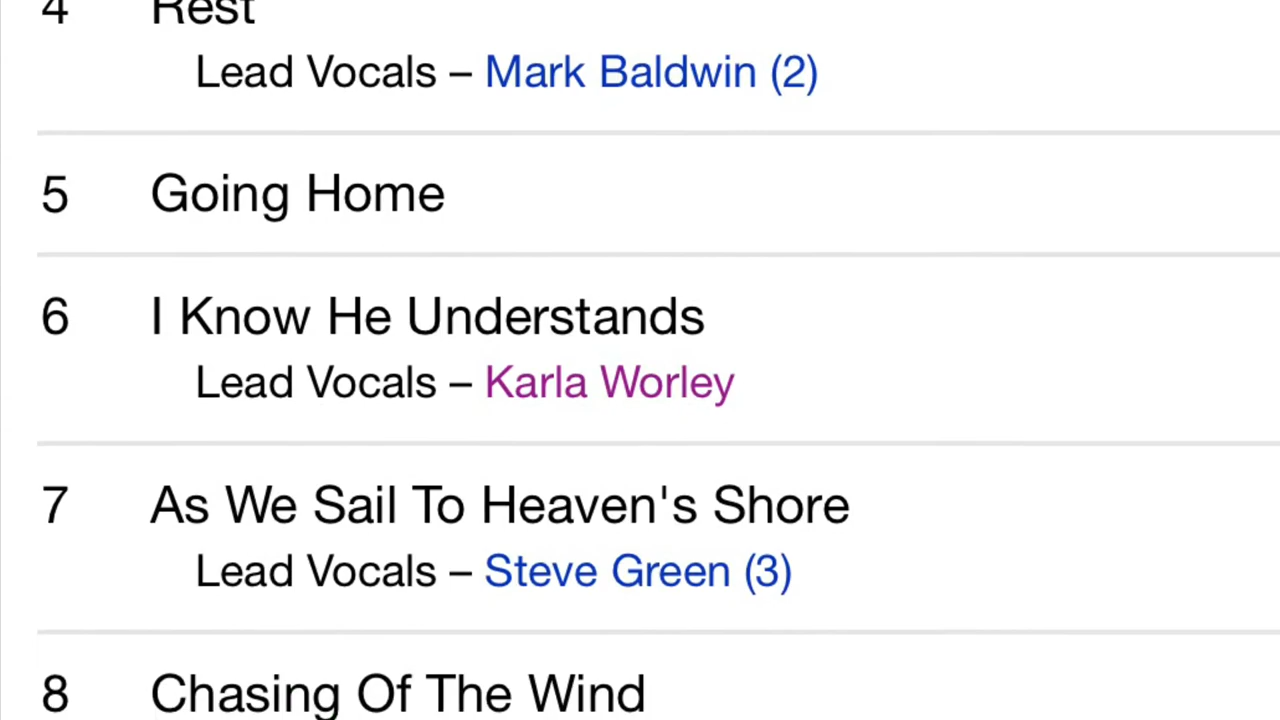 4 Rest
Lead Vocals – Mark Baldwin (2)
5 Going Home
6 I Know He Understands
Lead Vocals – Karla Worley
7 As We Sail To Heaven's Shore
Lead Vocals – Steve Green (3)
8 Chasing Of The Wind